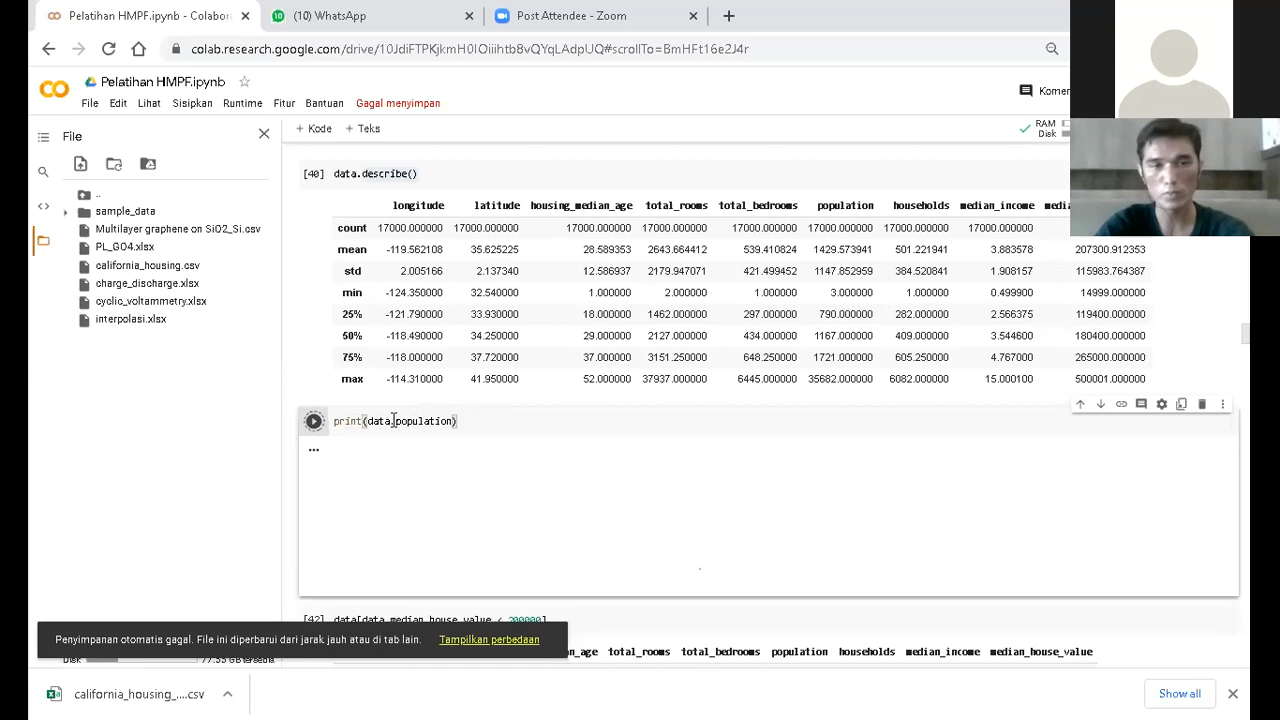 Pelatihan HMPF.ipynb - Colabora
(10) WhatsApp
Post Attendee - Zoom
colab.research.google.com/drive/10JdiFTPKjmH0IOiiihtb8vQYqLAdpUQ#scrollTo=BmHFt16e2J4r
Pelatihan HMPF.ipynb
File Edit Lihat Sisipkan Runtime Fitur Bantuan Gagal menyimpan
Komen
File
+ Kode + Teks
RAM
Disk
..
sample_data
Multilayer graphene on SiO2_Si.csv
PL_GO4.xlsx
california_housing.csv
charge_discharge.xlsx
cyclic_voltammetry.xlsx
interpolasi.xlsx
[40] data.describe()
longitude latitude housing_median_age total_rooms total_bedrooms population households median_income
count 17000.000000 17000.000000 17000.000000 17000.000000 17000.000000 17000.000000 17000.000000 17000.000000
mean -119.562108 35.625225 28.589353 2643.664412 539.410824 1429.573941 501.221941 3.883578 207300.912353
std 2.005166 2.137340 12.586937 2179.947071 421.499452 1147.852959 384.520841 1.908157 115983.764387
min -124.350000 32.540000 1.000000 2.000000 1.000000 3.000000 1.000000 0.499900 14999.000000
25% -121.790000 33.930000 18.000000 1462.000000 297.000000 790.000000 282.000000 2.566375 119400.000000
50% -118.490000 34.250000 29.000000 2127.000000 434.000000 1167.000000 409.000000 3.544600 180400.000000
75% -118.000000 37.720000 37.000000 3151.250000 648.250000 1721.000000 605.250000 4.767000 265000.000000
max -114.310000 41.950000 52.000000 37937.000000 6445.000000 35682.000000 6082.000000 15.000100 500001.000000
print(data.population)
...
[42] data[data.median_house_value < 200000]
_age total_rooms total_bedrooms population households median_income median_house_value
Penyimpanan otomatis gagal. File ini diperbarui dari jarak jauh atau di tab lain. Tampilkan perbedaan
Disk
california_housing_....csv
Show all